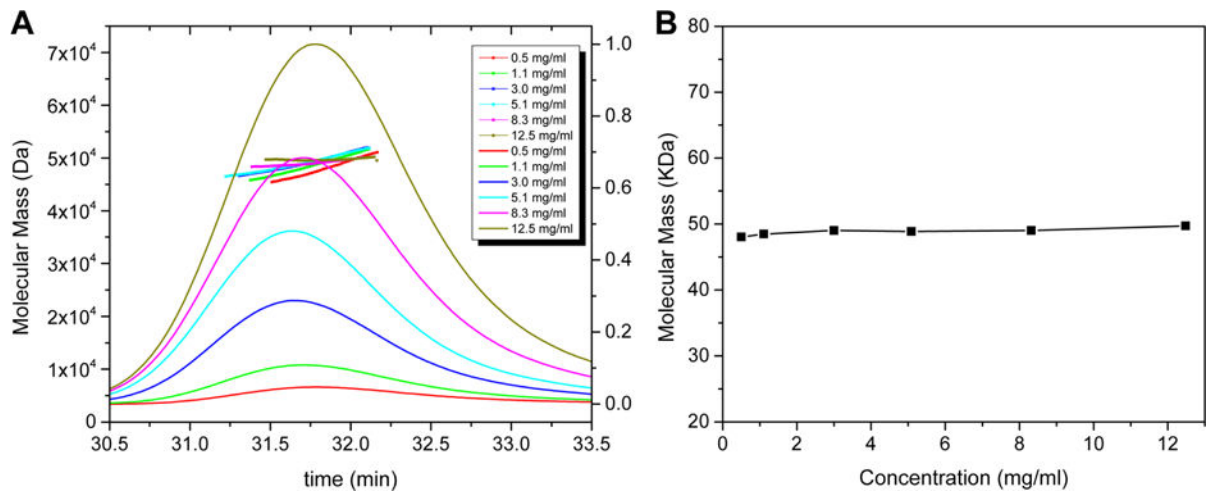 A
Molecular Mass (Da)
7x10⁴
6x10⁴
5x10⁴
4x10⁴
3x10⁴
2x10⁴
1x10⁴
0
1.0
0.8
0.6
0.4
0.2
0.0
0.5 mg/ml
1.1 mg/ml
3.0 mg/ml
5.1 mg/ml
8.3 mg/ml
12.5 mg/ml
0.5 mg/ml
1.1 mg/ml
3.0 mg/ml
5.1 mg/ml
8.3 mg/ml
12.5 mg/ml
30.5 31.0 31.5 32.0 32.5 33.0 33.5
time (min)
B
Molecular Mass (KDa)
80
70
60
50
40
30
20
0 2 4 6 8 10 12
Concentration (mg/ml)